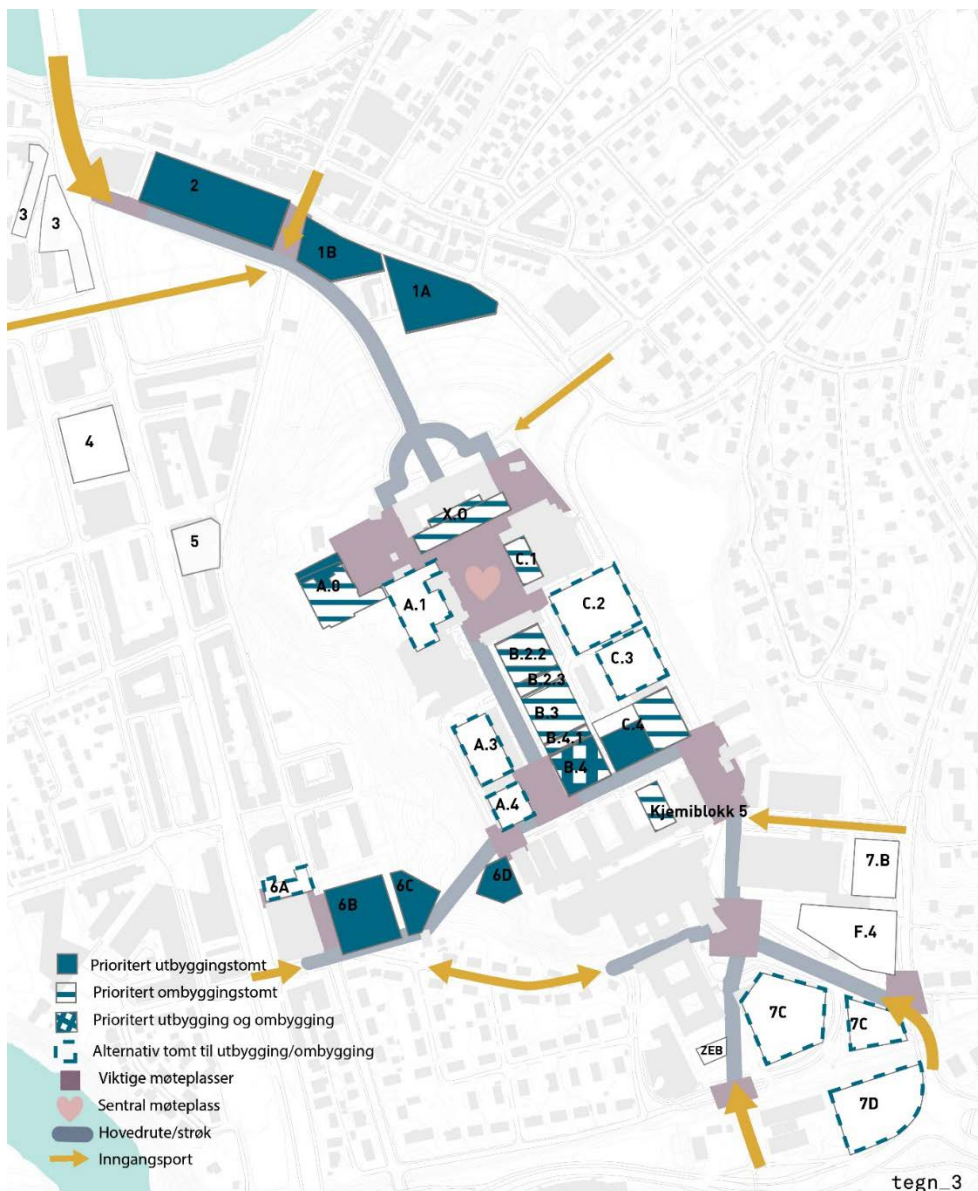 2
3
3
1B
1A
4
5
X.O
C.1
A.0
A.1
C.2
B.2.2
C.3
B.2.3
B.3
C.4
A.3
B.4.1
B.4
A.4
Kjemiblokk 5
7.B
6A
6D
6C
6B
F.4
7C
7C
ZEB
7D
Prioritert utbyggingstomt
Prioritert ombyggingstomt
Prioritert utbygging og ombygging
Alternativ tomt til utbygging/ombygging
Viktige møteplasser
Sentral møteplass
Hovedrute/strøk
Inngangsport
tegn_3